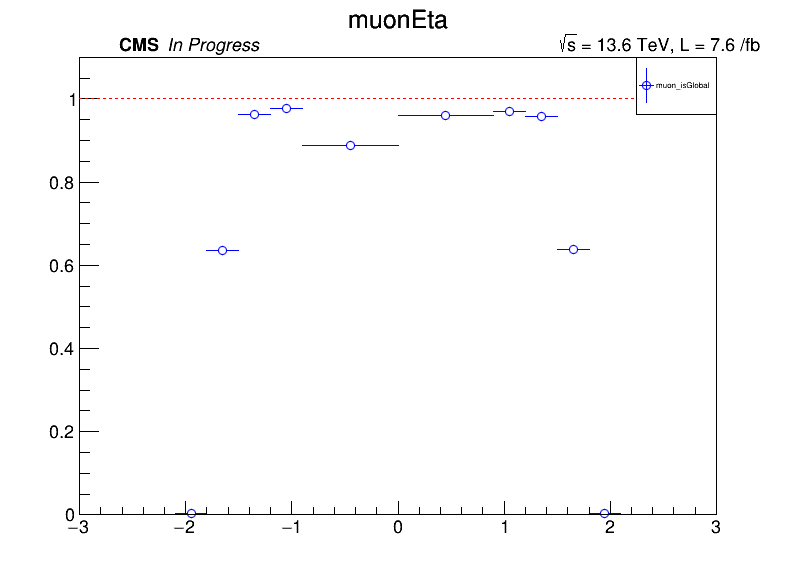 muonEta
CMS In Progress
√s = 13.6 TeV, L = 7.6 /fb
muon_isGlobal
1
0.8
0.6
0.4
0.2
0
−3 −2 −1 0 1 2 3